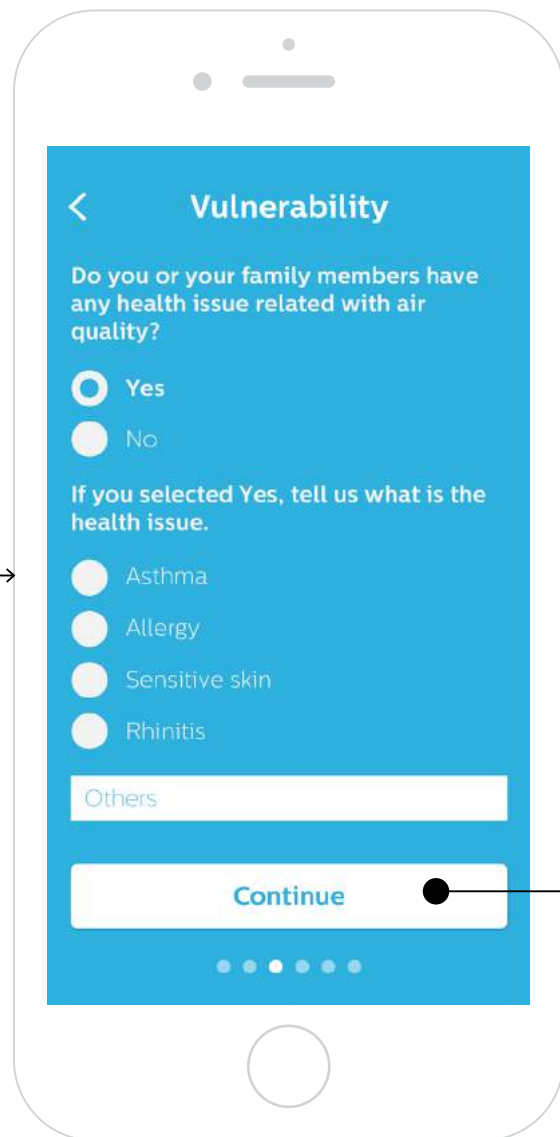 Vulnerability
Do you or your family members have
any health issue related with air
quality?
Yes
No
If you selected Yes, tell us what is the
health issue.
Asthma
Allergy
Sensitive skin
Rhinitis
Others
Continue